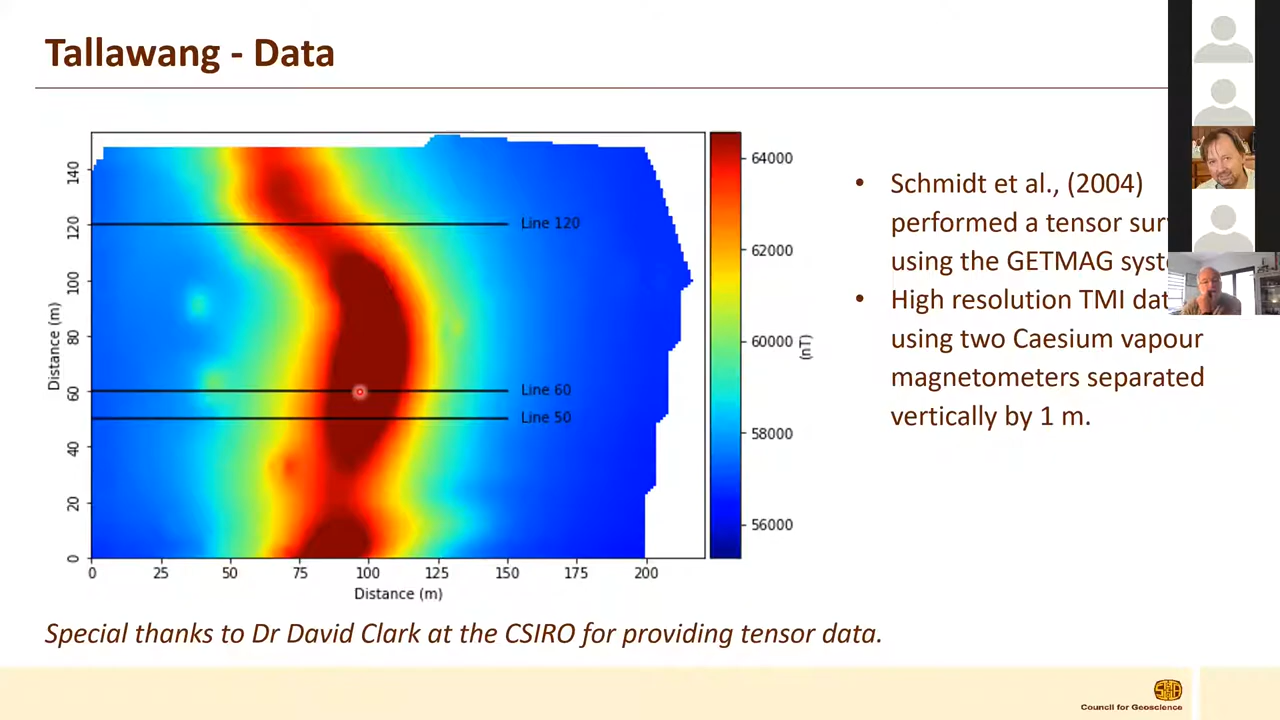 Tallawang - Data
Schmidt et al., (2004)
performed a tensor
using the GETMAG
High resolution TMI
using two Caesium vapour
magnetometers separated
vertically by 1 m.
Line 120
Line 60
Line 50
Distance (m)
140
120
100
80
60
40
20
0
0 25 50 75 100 125 150 175 200
Distance (m)
64000
62000
60000
58000
56000
(nT)
Special thanks to Dr David Clark at the CSIRO for providing tensor data.
Council for Geoscience